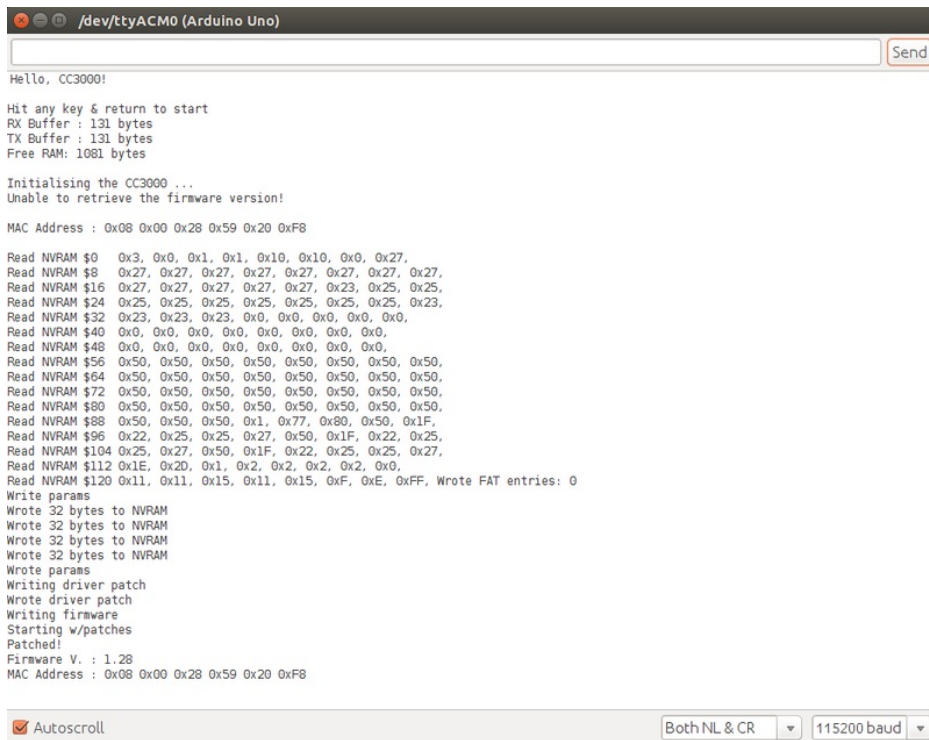 /dev/ttyACM0 (Arduino Uno)
Send
Hello, CC3000!
Hit any key & return to start
RX Buffer : 131 bytes
TX Buffer : 131 bytes
Free RAM: 1081 bytes
Initialising the CC3000 ...
Unable to retrieve the firmware version!
MAC Address : 0x08 0x00 0x28 0x59 0x20 0xF8
Read NVRAM $0   0x3, 0x0, 0x1, 0x1, 0x10, 0x10, 0x0, 0x27,
Read NVRAM $8   0x27, 0x27, 0x27, 0x27, 0x27, 0x27, 0x27, 0x27,
Read NVRAM $16  0x27, 0x27, 0x27, 0x27, 0x27, 0x23, 0x25, 0x25,
Read NVRAM $24  0x25, 0x25, 0x25, 0x25, 0x25, 0x25, 0x25, 0x23,
Read NVRAM $32  0x23, 0x23, 0x23, 0x0, 0x0, 0x0, 0x0, 0x0,
Read NVRAM $40  0x0, 0x0, 0x0, 0x0, 0x0, 0x0, 0x0, 0x0,
Read NVRAM $48  0x0, 0x0, 0x0, 0x0, 0x0, 0x0, 0x0, 0x0,
Read NVRAM $56  0x50, 0x50, 0x50, 0x50, 0x50, 0x50, 0x50, 0x50,
Read NVRAM $64  0x50, 0x50, 0x50, 0x50, 0x50, 0x50, 0x50, 0x50,
Read NVRAM $72  0x50, 0x50, 0x50, 0x50, 0x50, 0x50, 0x50, 0x50,
Read NVRAM $80  0x50, 0x50, 0x50, 0x50, 0x50, 0x50, 0x50, 0x50,
Read NVRAM $88  0x50, 0x50, 0x50, 0x1, 0x77, 0x80, 0x50, 0x1F,
Read NVRAM $96  0x22, 0x25, 0x25, 0x27, 0x50, 0x1F, 0x22, 0x25,
Read NVRAM $104 0x25, 0x27, 0x50, 0x1F, 0x22, 0x25, 0x25, 0x27,
Read NVRAM $112 0x1E, 0x2D, 0x1, 0x2, 0x2, 0x2, 0x2, 0x0,
Read NVRAM $120 0x11, 0x11, 0x15, 0x11, 0x15, 0xF, 0xE, 0xFF, Wrote FAT entries: 0
Write params
Wrote 32 bytes to NVRAM
Wrote 32 bytes to NVRAM
Wrote 32 bytes to NVRAM
Wrote 32 bytes to NVRAM
Wrote params
Writing driver patch
Wrote driver patch
Writing firmware
Starting w/patches
Patched!
Firmware V. : 1.28
MAC Address : 0x08 0x00 0x28 0x59 0x20 0xF8
Autoscroll
Both NL & CR
115200 baud